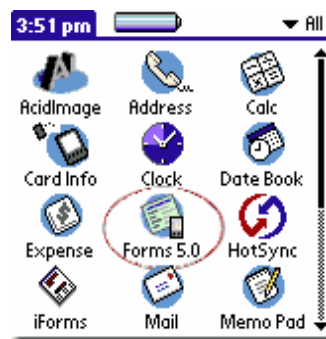 3:51 pm All
AcidImage Address Calc
Card Info Clock Date Book
Expense Forms 5.0 HotSync
iForms Mail Memo Pad